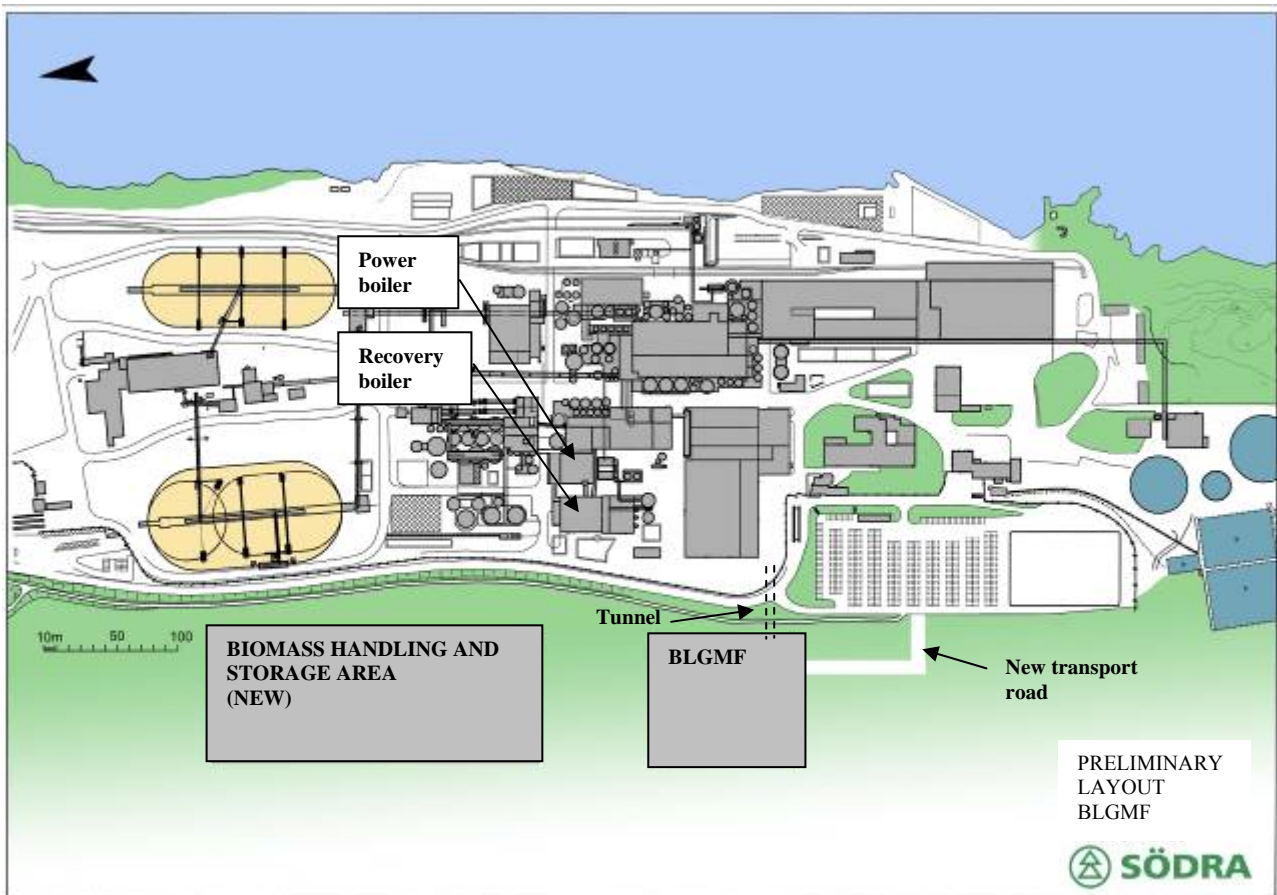 Power
boiler
Recovery
boiler
Tunnel
10m 50 100
BIOMASS HANDLING AND
STORAGE AREA
(NEW)
BLGMF
New transport
road
PRELIMINARY
LAYOUT
BLGMF
SÖDRA